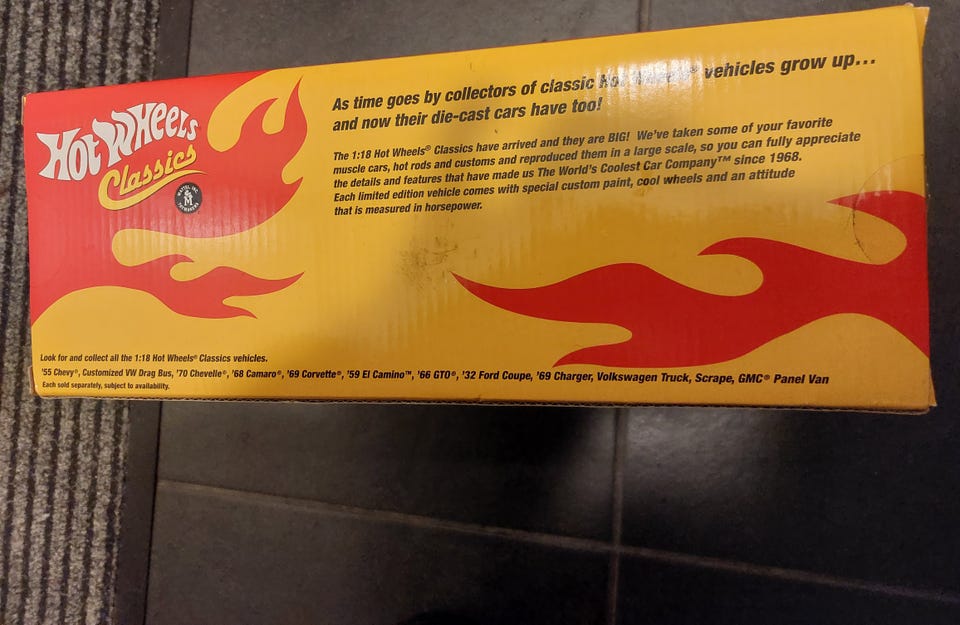 HOT WHEELS
Classics
MATTEL, INC.
M
TOYMAKERS
As time goes by collectors of classic Hot Wheels® vehicles grow up...
and now their die-cast cars have too!
The 1:18 Hot Wheels® Classics have arrived and they are BIG! We've taken some of your favorite
muscle cars, hot rods and customs and reproduced them in a large scale, so you can fully appreciate
the details and features that have made us The World's Coolest Car Company™ since 1968.
Each limited edition vehicle comes with special custom paint, cool wheels and an attitude
that is measured in horsepower.
Look for and collect all the 1:18 Hot Wheels® Classics vehicles.
'55 Chevy®, Customized VW Drag Bus, '70 Chevelle®, '68 Camaro®, '69 Corvette®, '59 El Camino™, '66 GTO®, '32 Ford Coupe, '69 Charger, Volkswagen Truck, Scrape, GMC® Panel Van
Each sold separately, subject to availability.